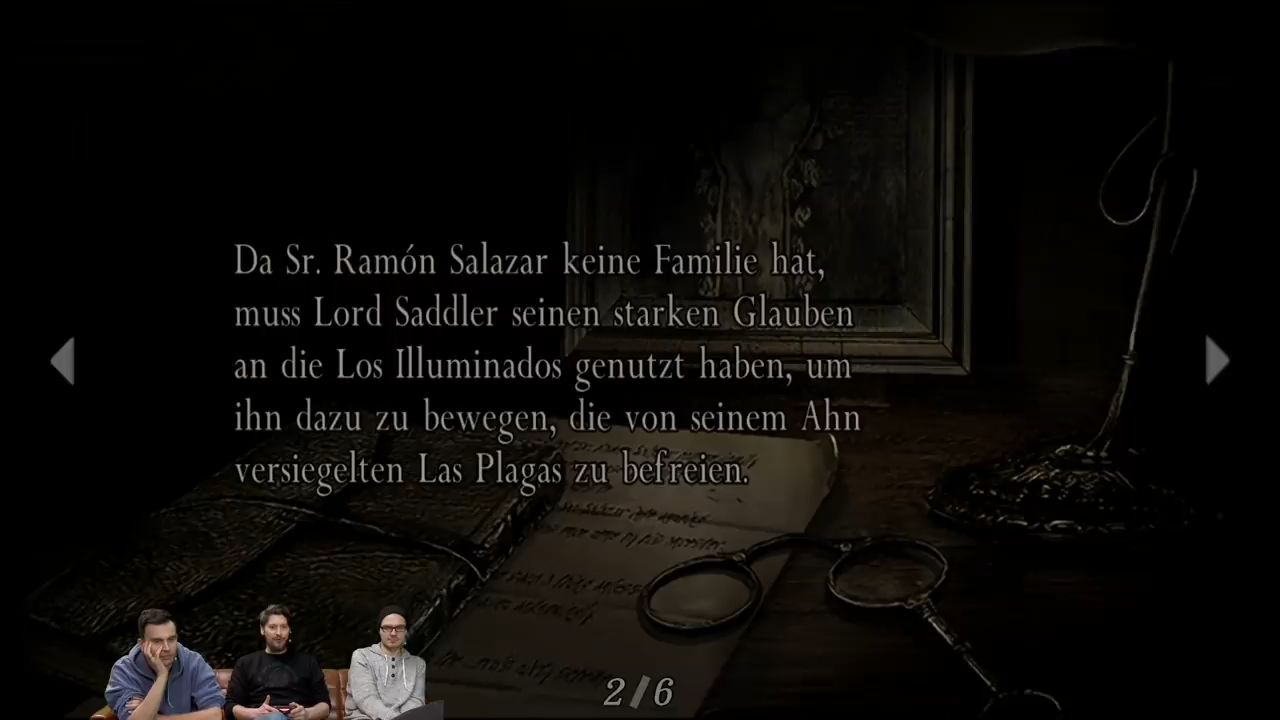 Da Sr. Ramón Salazar keine Familie hat,
muss Lord Saddler seinen starken Glauben
an die Los Illuminados genutzt haben, um
ihn dazu zu bewegen, die von seinem Ahn
versiegelten Las Plagas zu befreien.
2/6